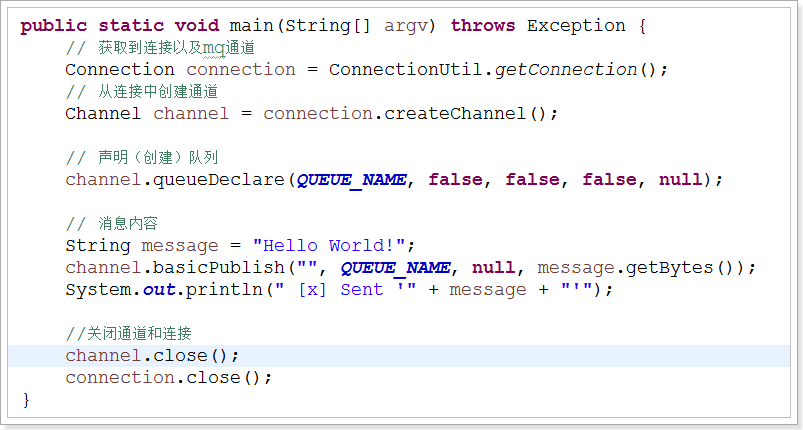 public static void main(String[] argv) throws Exception {
// 获取到连接以及mq通道
Connection connection = ConnectionUtil.getConnection();
// 从连接中创建通道
Channel channel = connection.createChannel();
// 声明（创建）队列
channel.queueDeclare(QUEUE_NAME, false, false, false, null);
// 消息内容
String message = "Hello World!";
channel.basicPublish("", QUEUE_NAME, null, message.getBytes());
System.out.println(" [x] Sent '" + message + "'");
//关闭通道和连接
channel.close();
connection.close();
}